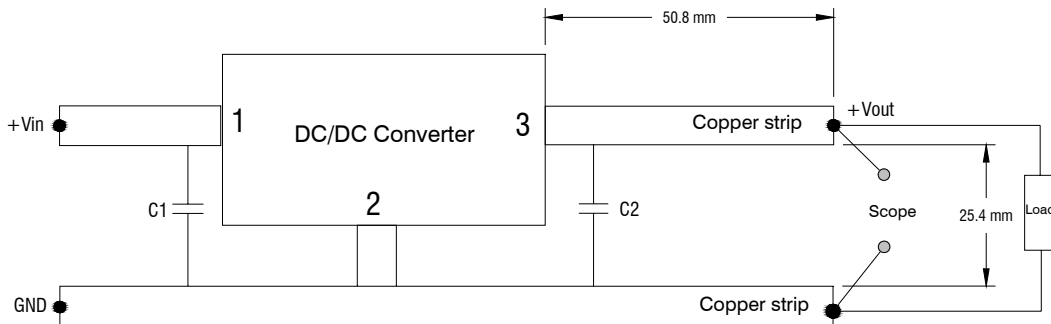 50.8 mm
+Vin
1
DC/DC Converter
3
Copper strip
+Vout
2
C1
C2
Scope
25.4 mm
Load
GND
Copper strip